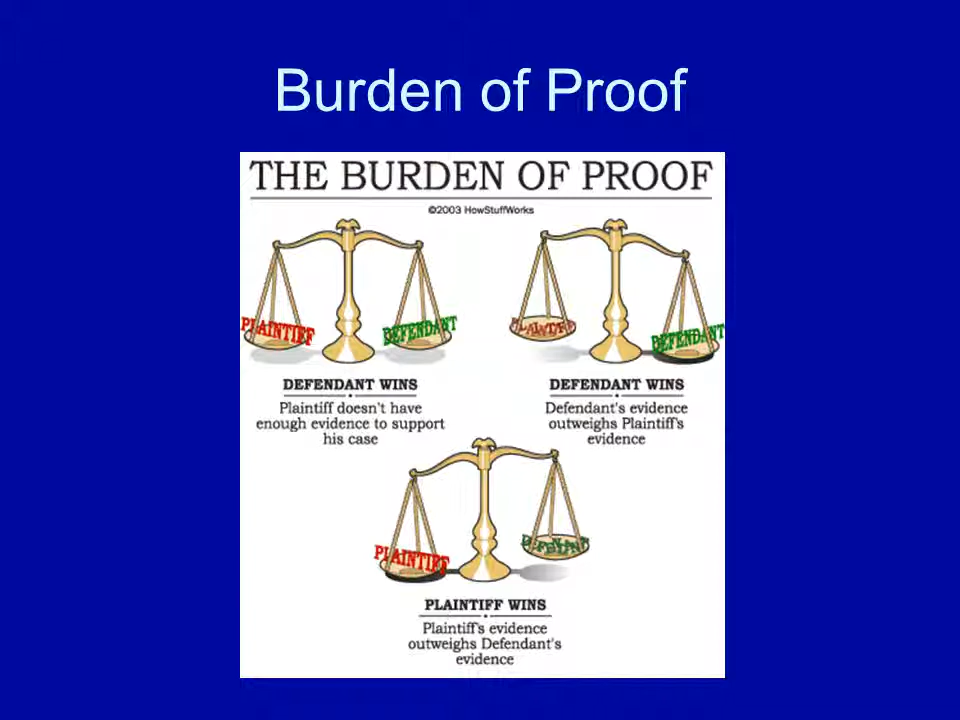 Burden of Proof
THE BURDEN OF PROOF
©2003 HowStuffWorks
PLAINTIFF
DEFENDANT
DEFENDANT WINS
Plaintiff doesn't have
enough evidence to support
his case
PLAINTIFF
DEFENDANT
DEFENDANT WINS
Defendant's evidence
outweighs Plaintiff's
evidence
PLAINTIFF
DEFENDANT
PLAINTIFF WINS
Plaintiff's evidence
outweighs Defendant's
evidence